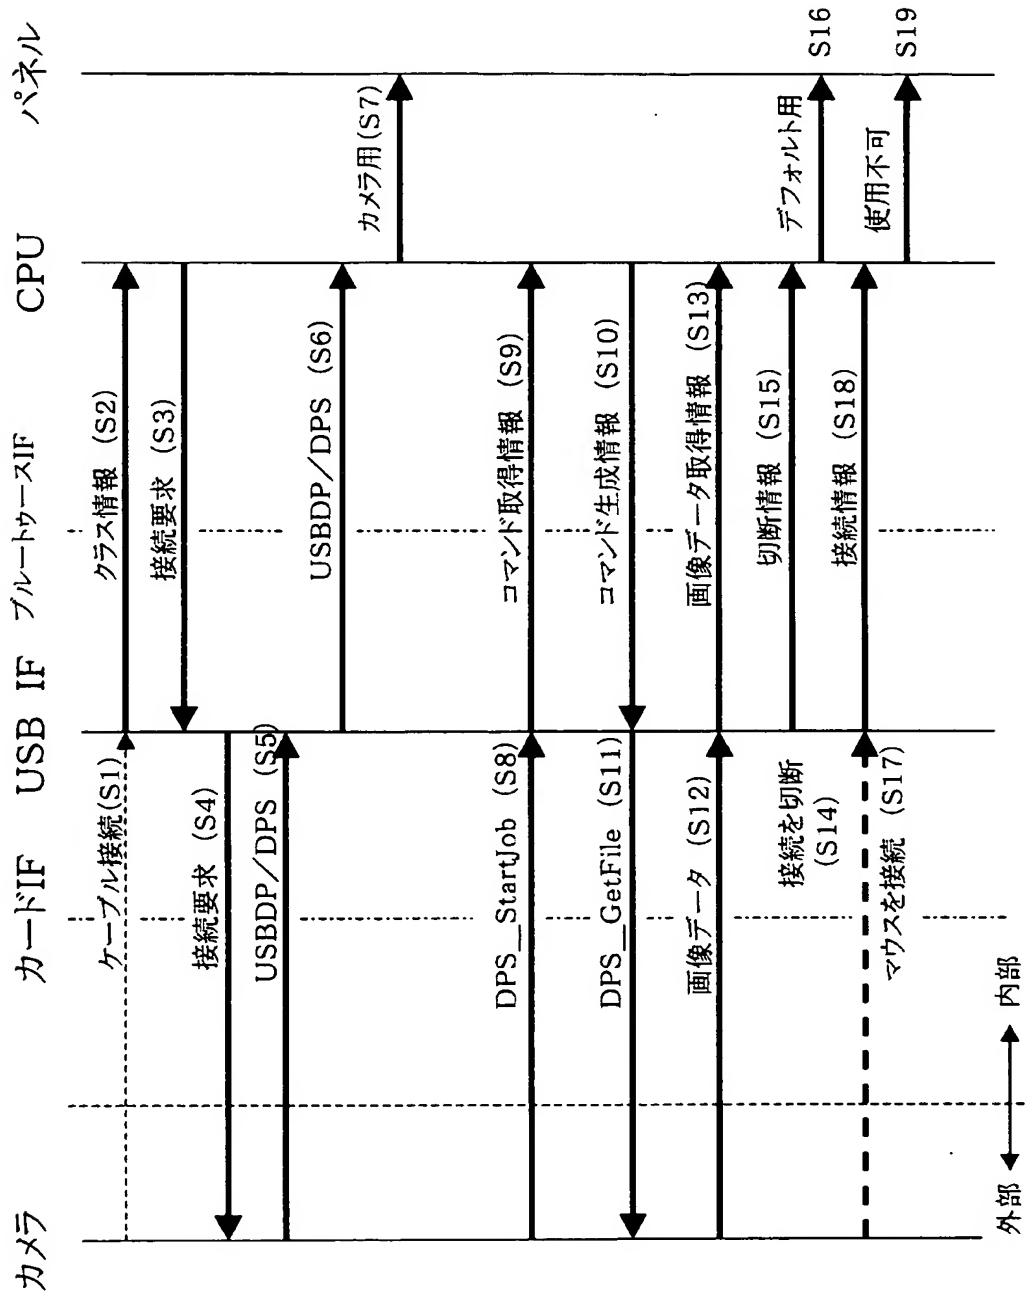 カメラ
カードIF
USB IF
ブルートゥースIF
CPU
パネル
ケーブル接続(S1)
クラス情報 (S2)
接続要求 (S3)
接続要求 (S4)
USBDP/DPS (S5)
USBDP/DPS (S6)
カメラ用(S7)
DPS_StartJob (S8)
コマンド取得情報 (S9)
コマンド生成情報 (S10)
DPS_GetFile (S11)
画像データ (S12)
画像データ取得情報 (S13)
接続を切断
(S14)
切断情報 (S15)
デフォルト用
S16
マウスを接続 (S17)
接続情報 (S18)
使用不可
S19
外部
内部